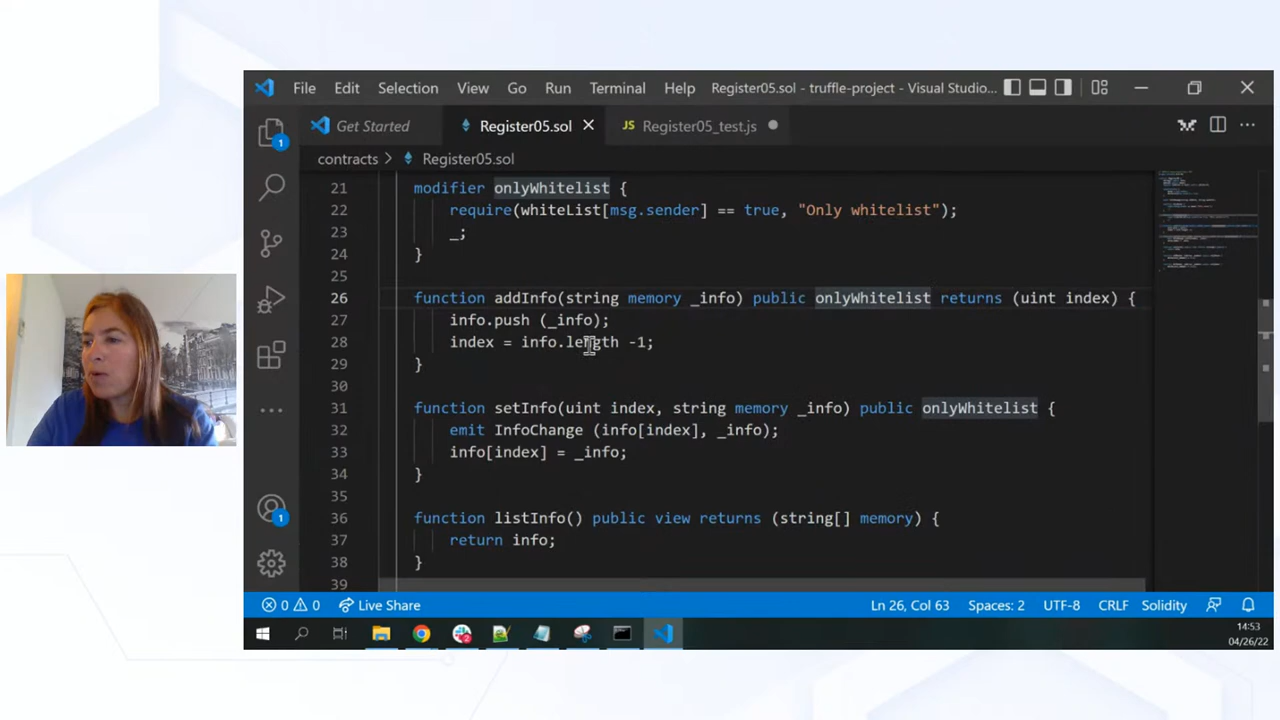 File Edit Selection View Go Run Terminal Help Register05.sol - truffle-project - Visual Studio...
Get Started Register05.sol JS Register05_test.js
contracts > Register05.sol
21 modifier onlyWhitelist {
22 require(whiteList[msg.sender] == true, "Only whitelist");
23 _;
24 }
25
26 function addInfo(string memory _info) public onlyWhitelist returns (uint index) {
27 info.push (_info);
28 index = info.length -1;
29 }
30
31 function setInfo(uint index, string memory _info) public onlyWhitelist {
32 emit InfoChange (info[index], _info);
33 info[index] = _info;
34 }
35
36 function listInfo() public view returns (string[] memory) {
37 return info;
38 }
39
1
1
0 0 Live Share Ln 26, Col 63 Spaces: 2 UTF-8 CRLF Solidity
14:53
04/26/22